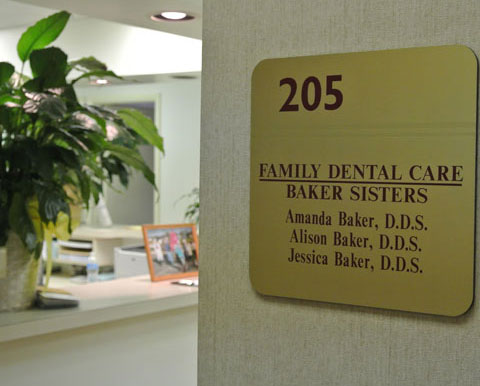 205
FAMILY DENTAL CARE
BAKER SISTERS
Amanda Baker, D.D.S.
Alison Baker, D.D.S.
Jessica Baker, D.D.S.